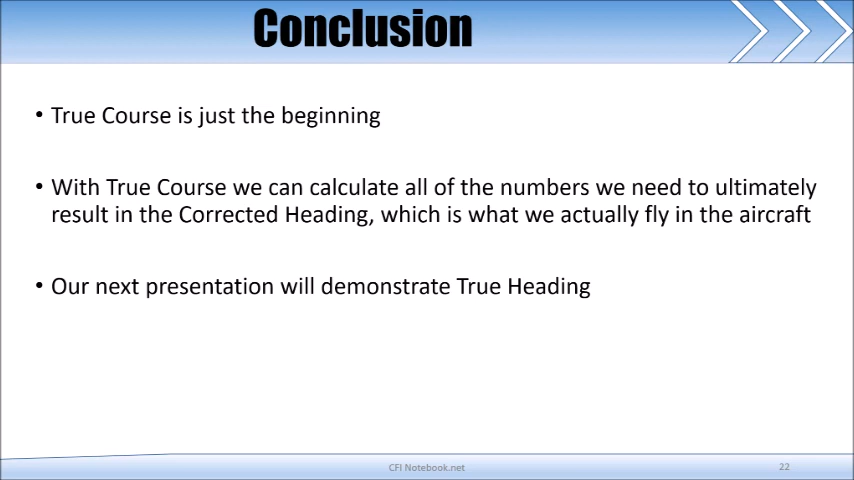 Conclusion
• True Course is just the beginning
• With True Course we can calculate all of the numbers we need to ultimately
result in the Corrected Heading, which is what we actually fly in the aircraft
• Our next presentation will demonstrate True Heading
CFI Notebook.net
22